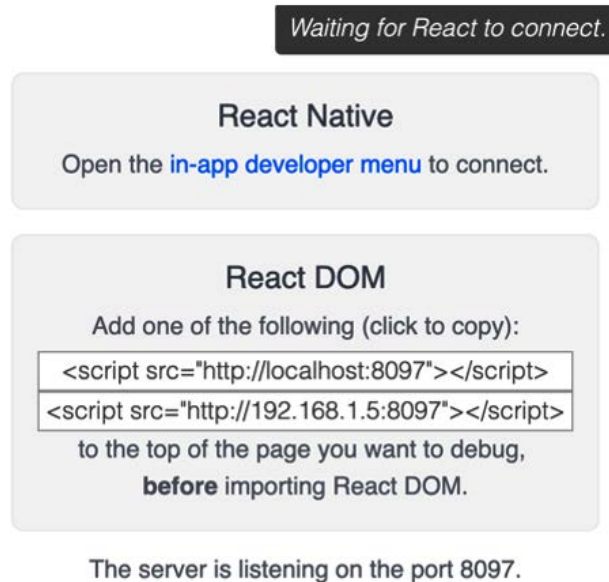 Waiting for React to connect.
React Native
Open the in-app developer menu to connect.
React DOM
Add one of the following (click to copy):
<script src="http://localhost:8097"></script>
<script src="http://192.168.1.5:8097"></script>
to the top of the page you want to debug,
before importing React DOM.
The server is listening on the port 8097.